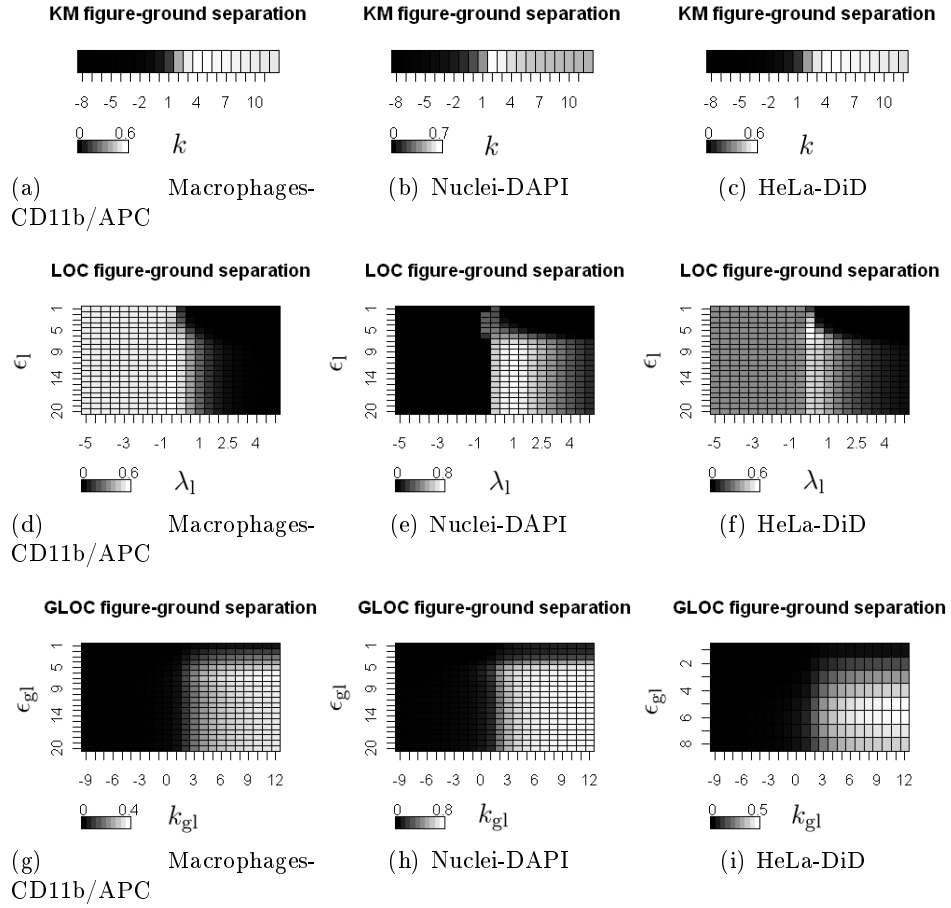 KM figure-ground separation KM figure-ground separation KM figure-ground separation
-8 -5 -2 1 4 7 10 -8 -5 -2 1 4 7 10 -8 -5 -2 1 4 7 10
0 0.6 k 0 0.7 k 0 0.6 k
(a) Macrophages- (b) Nuclei-DAPI (c) HeLa-DiD
CD11b/APC
LOC figure-ground separation LOC figure-ground separation LOC figure-ground separation
ϵl 1 5 9 14 20 ϵl 1 5 9 14 20 ϵl 1 5 9 14 20
-5 -3 -1 1 2.5 4 -5 -3 -1 1 2.5 4 -5 -3 -1 1 2.5 4
0 0.6 λl 0 0.8 λl 0 0.6 λl
(d) Macrophages- (e) Nuclei-DAPI (f) HeLa-DiD
CD11b/APC
GLOC figure-ground separation GLOC figure-ground separation GLOC figure-ground separation
ϵgl 1 5 9 14 20 ϵgl 1 5 9 14 20 ϵgl 2 4 6 8
-9 -6 -3 0 3 6 9 12 -9 -6 -3 0 3 6 9 12 -9 -6 -3 0 3 6 9 12
0 0.4 kgl 0 0.8 kgl 0 0.5 kgl
(g) Macrophages- (h) Nuclei-DAPI (i) HeLa-DiD
CD11b/APC